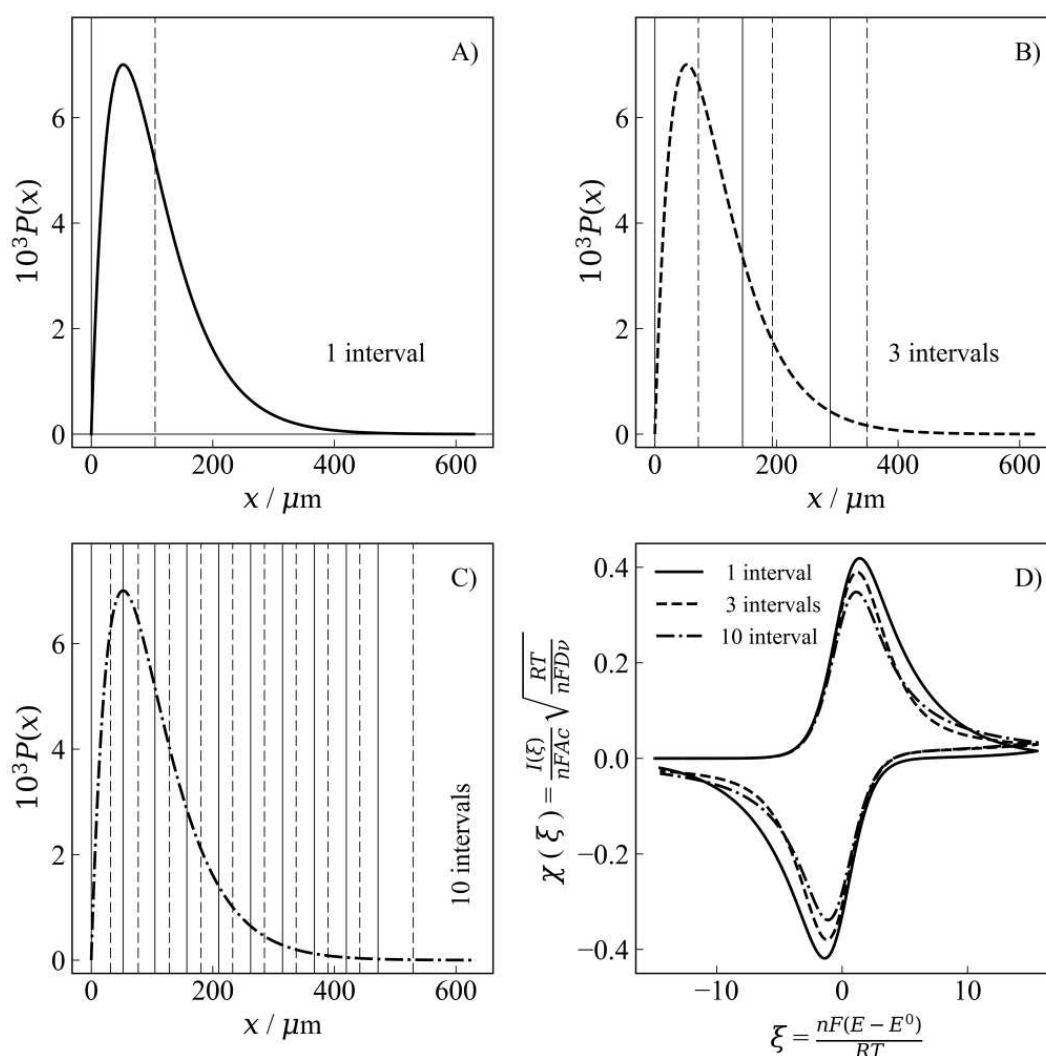 A)
10³P(x)
6
4
2
0
1 interval
0 200 400 600
x / μm
B)
10³P(x)
6
4
2
0
3 intervals
0 200 400 600
x / μm
C)
10³P(x)
6
4
2
0
10 intervals
0 200 400 600
x / μm
D)
1 interval
3 intervals
10 interval
χ(ξ) = I(ξ)/nFAc √RT/nFDν
0.4
0.2
0.0
−0.2
−0.4
−10 0 10
ξ = nF(E − E⁰)/RT